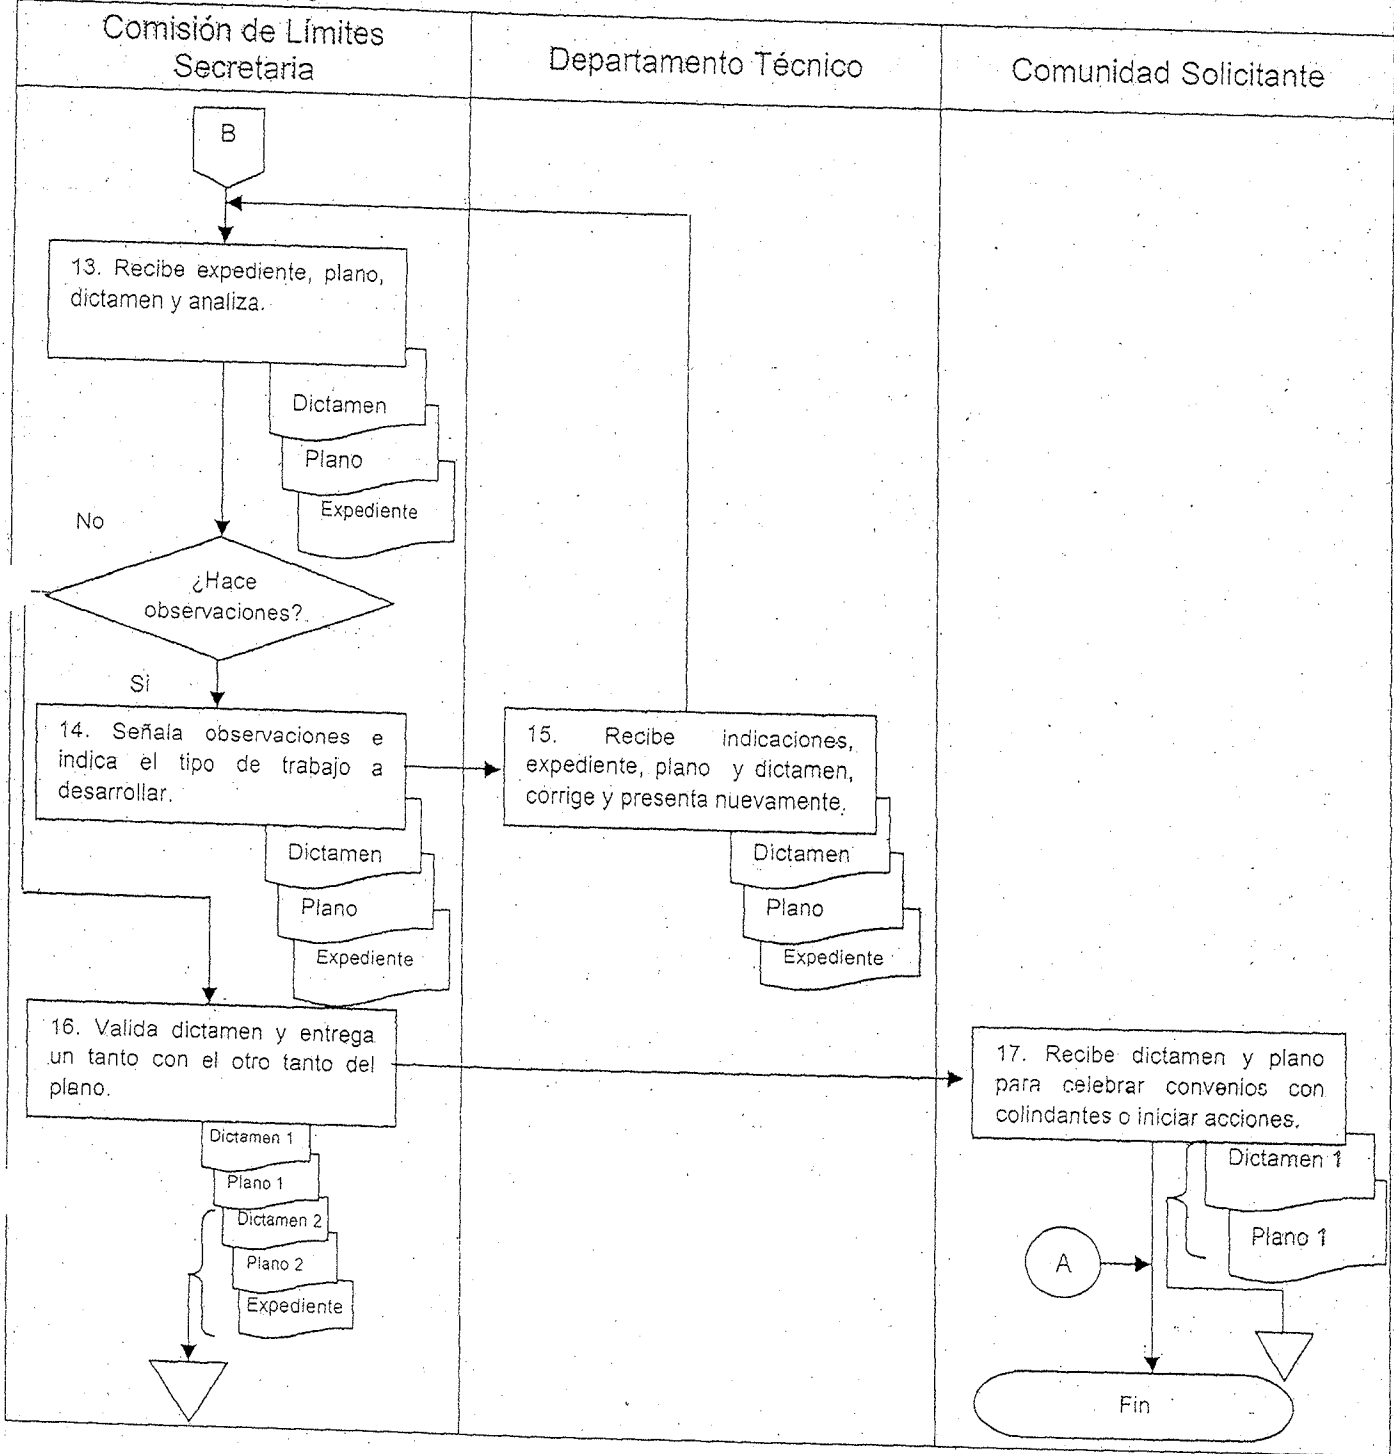 Comisión de Límites
Secretaria
Departamento Técnico
Comunidad Solicitante
B
13. Recibe expediente, plano,
dictamen y analiza.
Dictamen
Plano
Expediente
No
¿Hace
observaciones?
Si
14. Señala observaciones e
indica el tipo de trabajo a
desarrollar.
Dictamen
Plano
Expediente
15. Recibe indicaciones,
expediente, plano y dictamen,
corrige y presenta nuevamente.
Dictamen
Plano
Expediente
16. Valida dictamen y entrega
un tanto con el otro tanto del
plano.
Dictamen 1
Plano 1
Dictamen 2
Plano 2
Expediente
17. Recibe dictamen y plano
para celebrar convenios con
colindantes o iniciar acciones.
Dictamen 1
Plano 1
A
Fin